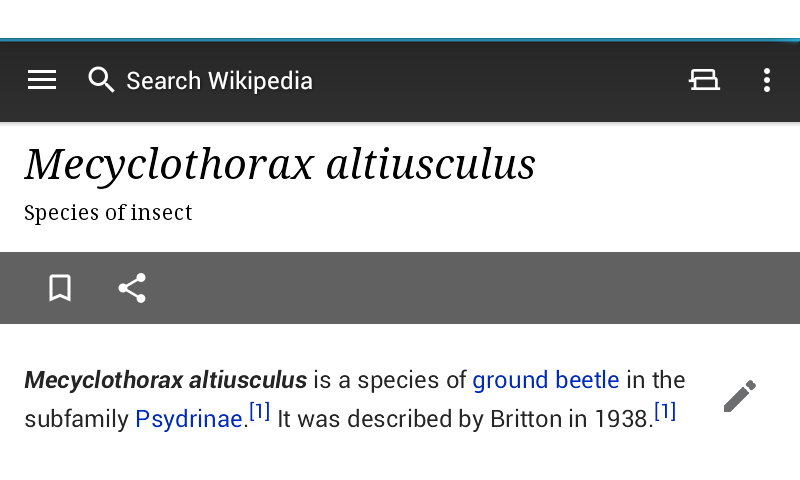 Search Wikipedia
Mecyclothorax altiusculus
Species of insect
Mecyclothorax altiusculus is a species of ground beetle in the
subfamily Psydrinae.[1] It was described by Britton in 1938.[1]